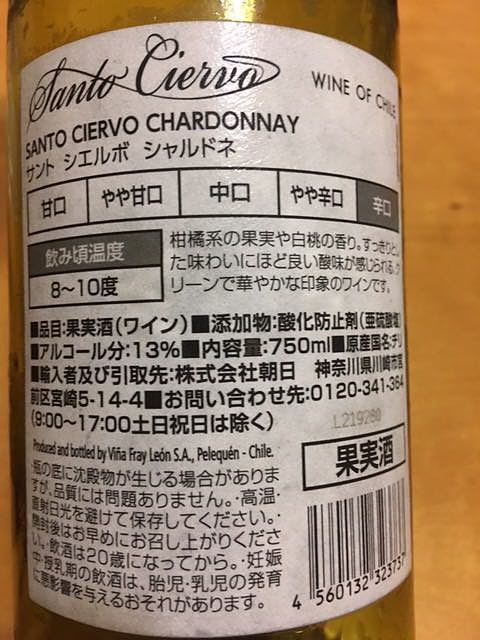 Santo Ciervo
WINE OF CHILE
SANTO CIERVO CHARDONNAY
サント シエルボ シャルドネ
甘口 やや甘口 中口 やや辛口 辛口
飲み頃温度
8～10度
柑橘系の果実や白桃の香り。すっきりとし
た味わいにほど良い酸味が感じられる、ク
リーンで華やかな印象のワインです。
■品目:果実酒(ワイン)■添加物:酸化防止剤(亜硫酸塩)
■アルコール分:13%■内容量:750ml■原産国名:チリ
■輸入者及び引取先:株式会社朝日 神奈川県川崎市宮
前区宮崎5-14-4■お問い合わせ先:0120-341-364
(9:00～17:00土日祝日は除く)
L219280
Produced and bottled by Viña Fray León S.A., Pelequén - Chile.
果実酒
・瓶の底に沈殿物が生じる場合がありま
すが、品質には問題ありません。・高温・
直射日光を避けて保存してください。・
開封後はお早めにお召し上がりくださ
い。・飲酒は20歳になってから。・妊娠
中・授乳期の飲酒は、胎児・乳児の発育
に悪影響を与えるおそれがあります。
4 560132 323737